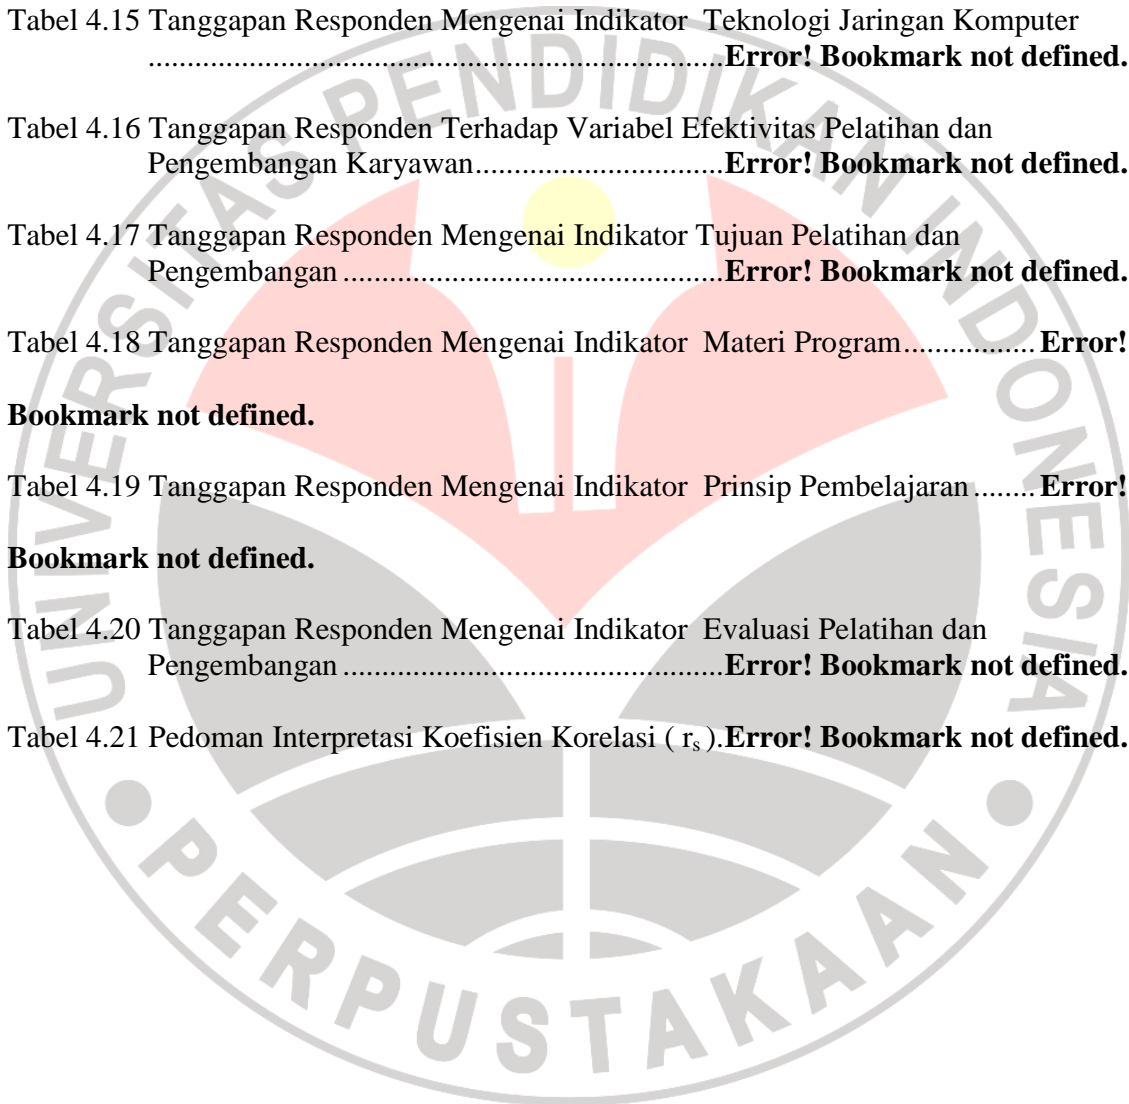 Tabel 4.15 Tanggapan Responden Mengenai Indikator  Teknologi Jaringan Komputer
..........................................................................Error! Bookmark not defined.
Tabel 4.16 Tanggapan Responden Terhadap Variabel Efektivitas Pelatihan dan
Pengembangan Karyawan................................Error! Bookmark not defined.
Tabel 4.17 Tanggapan Responden Mengenai Indikator Tujuan Pelatihan dan
Pengembangan .................................................Error! Bookmark not defined.
Tabel 4.18 Tanggapan Responden Mengenai Indikator  Materi Program................. Error!
Bookmark not defined.
Tabel 4.19 Tanggapan Responden Mengenai Indikator  Prinsip Pembelajaran ........ Error!
Bookmark not defined.
Tabel 4.20 Tanggapan Responden Mengenai Indikator  Evaluasi Pelatihan dan
Pengembangan .................................................Error! Bookmark not defined.
Tabel 4.21 Pedoman Interpretasi Koefisien Korelasi ( rs ).Error! Bookmark not defined.
UNIVERSITAS PENDIDIKAN INDONESIA
PERPUSTAKAAN